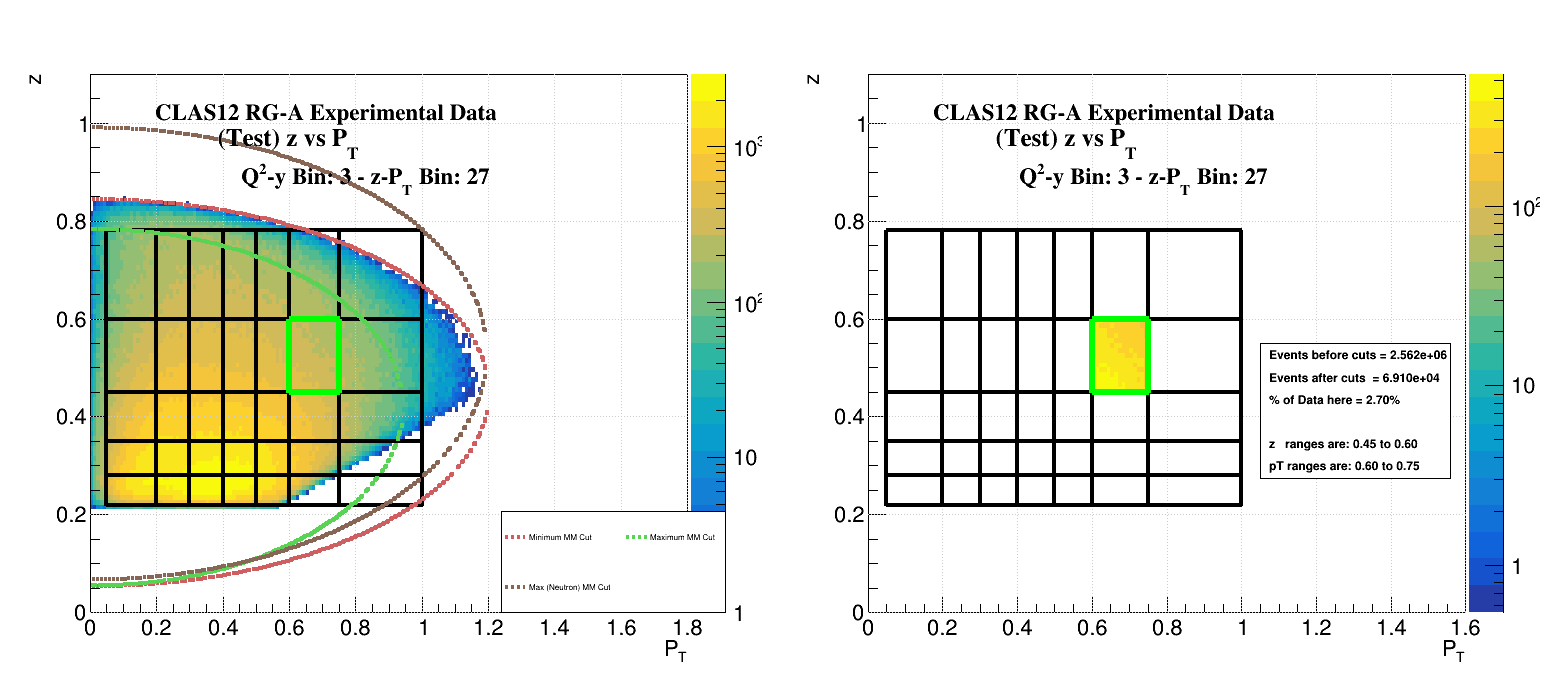 CLAS12 RG-A Experimental Data
(Test) z vs P_T
Q²-y Bin: 3 - z-P_T Bin: 27
z
1
0.8
0.6
0.4
0.2
0
0 0.2 0.4 0.6 0.8 1 1.2 1.4 1.6 1.8
P_T
10³
10²
10
1
Minimum MM Cut
Maximum MM Cut
Max (Neutron) MM Cut
CLAS12 RG-A Experimental Data
(Test) z vs P_T
Q²-y Bin: 3 - z-P_T Bin: 27
z
1
0.8
0.6
0.4
0.2
0
0 0.2 0.4 0.6 0.8 1 1.2 1.4 1.6
P_T
10²
10
1
Events before cuts = 2.562e+06
Events after cuts = 6.910e+04
% of Data here = 2.70%
z ranges are: 0.45 to 0.60
pT ranges are: 0.60 to 0.75